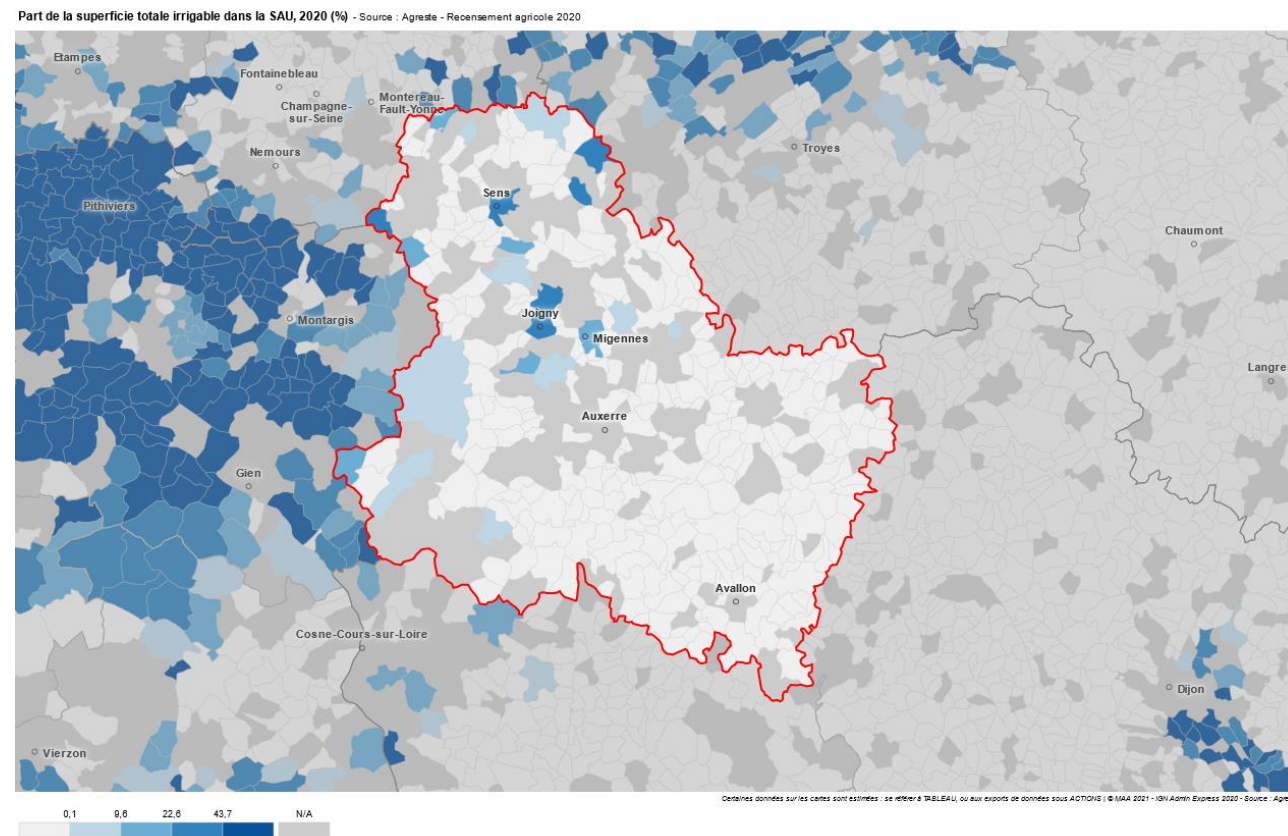 Part de la superficie totale irrigable dans la SAU, 2020 (%) - Source : Agreste - Recensement agricole 2020
Etampes
Fontainebleau
Champagne-
sur-Seine
Montereau-
Fault-Yonne
Troyes
Nemours
Sens
Pithiviers
Chaumont
Joigny
Montargis
Migennes
Langre
Auxerre
Gien
Avallon
Cosne-Cours-sur-Loire
Dijon
Vierzon
Certaines données sur les cartes sont estimées : se référer à TABLEAU, ou aux exports de données sous ACTIONS | © MAA 2021 - IGN Admin Express 2020 - Source : Agre
0,1 9,6 22,6 43,7 N/A